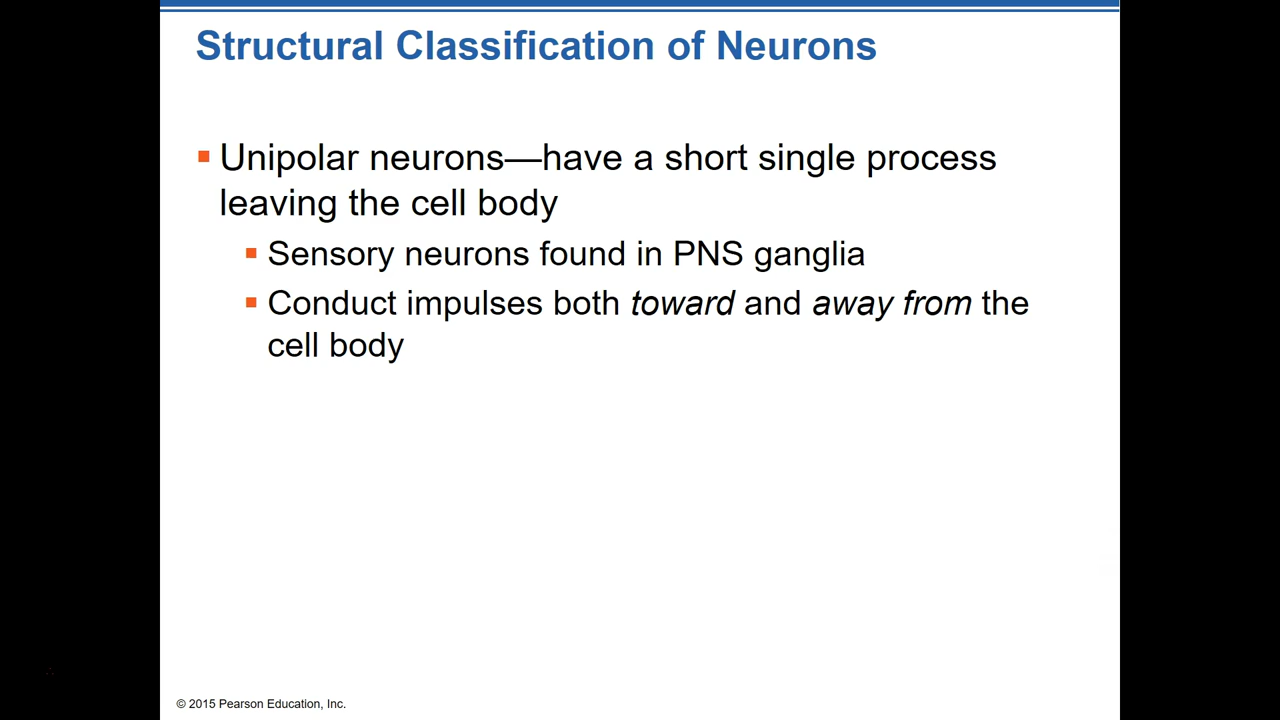 Structural Classification of Neurons
Unipolar neurons—have a short single process
leaving the cell body
Sensory neurons found in PNS ganglia
Conduct impulses both toward and away from the
cell body
© 2015 Pearson Education, Inc.